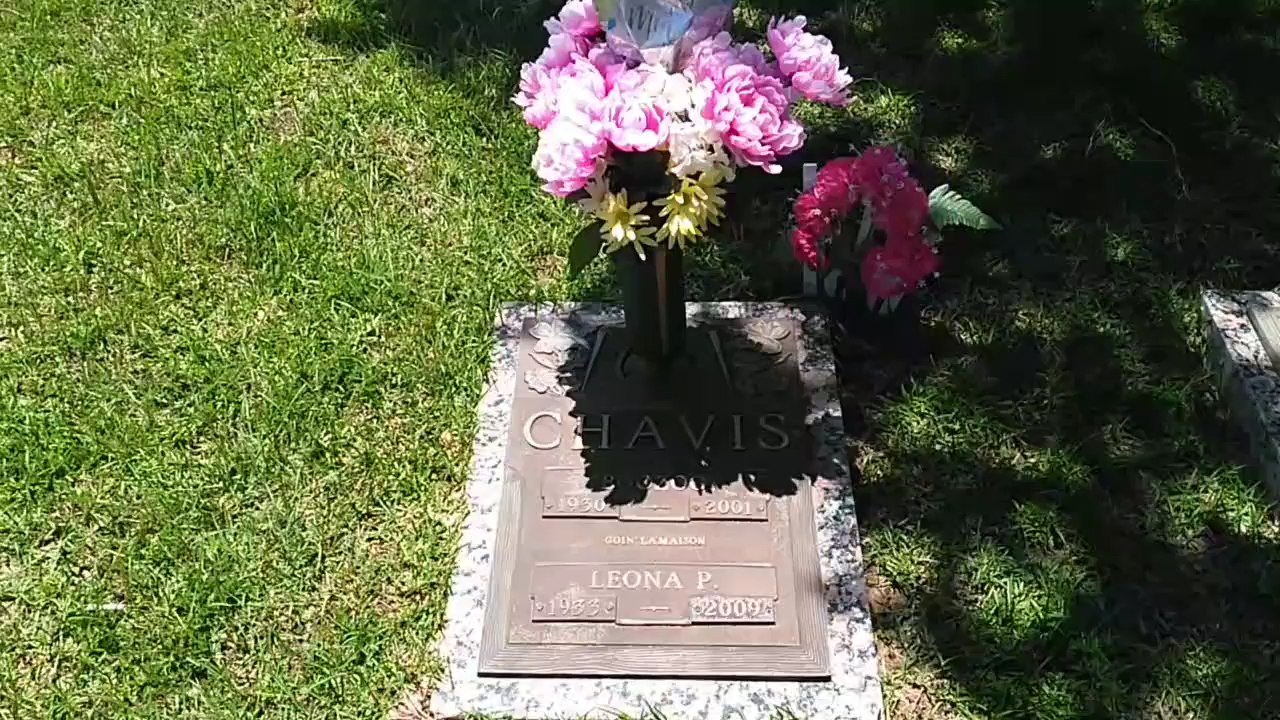 CHAVIS
1930 2001
GOIN' LAMAISON
LEONA P.
1933 2009